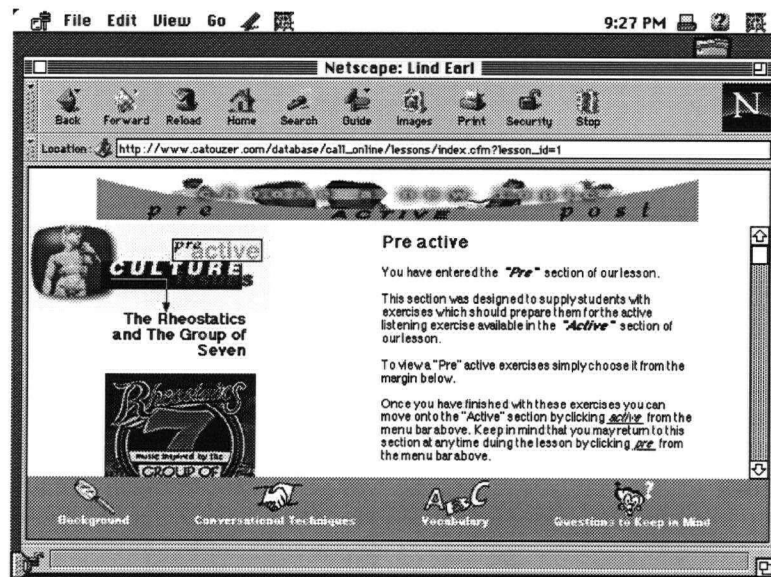 File Edit View Go
9:27 PM
Netscape: Lind Earl
Back Forward Reload Home Search Guide Images Print Security Stop
N
Location: http://www.catouzer.com/database/call_online/lessons/index.cfm?lesson_id=1
pre ACTIVE post
pre active
CULTURE
issues
The Rheostatics
and The Group of
Seven
Rheostatics
7
music inspired by the
GROUP OF
Pre active
You have entered the "Pre" section of our lesson.
This section was designed to supply students with
exercises which should prepare them for the active
listening exercise available in the "Active" section of
our lesson.
To view a "Pre" active exercises simply choose it from the
margin below.
Once you have finished with these exercises you can
move onto the "Active" section by clicking active from the
menu bar above. Keep in mind that you may return to this
section at anytime duing the lesson by clicking pre from
the menu bar above.
Background Conversational Techniques Vocabulary Questions to Keep in Mind